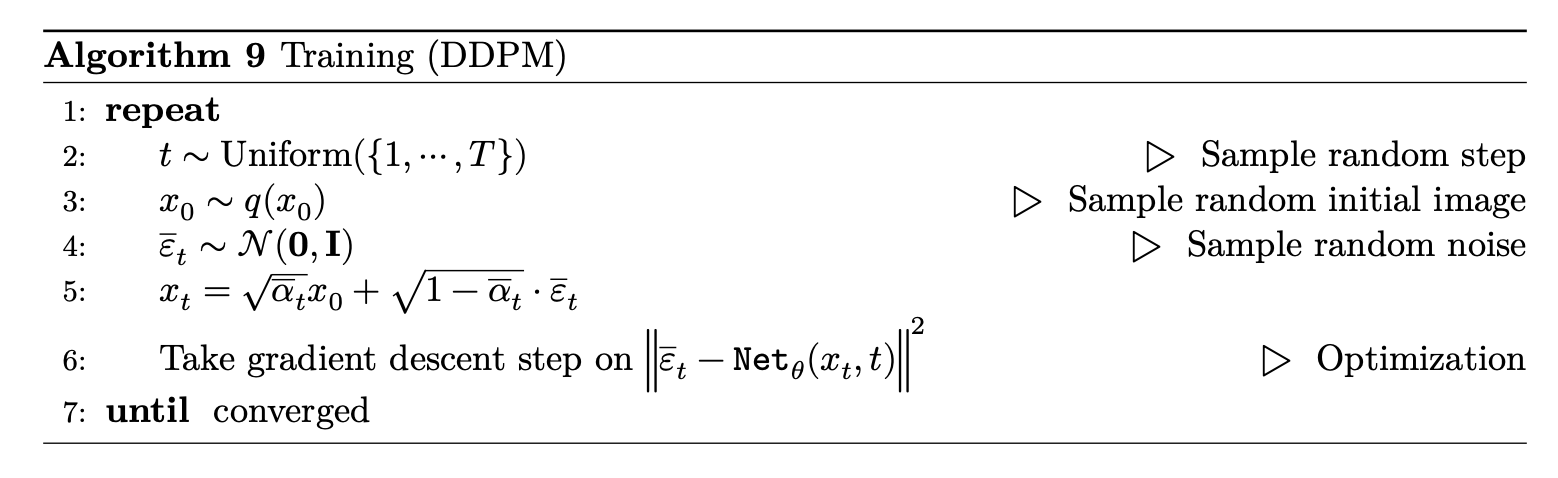 Algorithm 9 Training (DDPM)
1: repeat
2: t ∼ Uniform({1, ⋯ , T}) ▷ Sample random step
3: x₀ ∼ q(x₀) ▷ Sample random initial image
4: ε̅ₜ ∼ 𝒩(𝟎, 𝐈) ▷ Sample random noise
5: xₜ = √α̅ₜ x₀ + √(1 − α̅ₜ) · ε̅ₜ
6: Take gradient descent step on ‖ε̅ₜ − Net_θ(xₜ, t)‖² ▷ Optimization
7: until converged